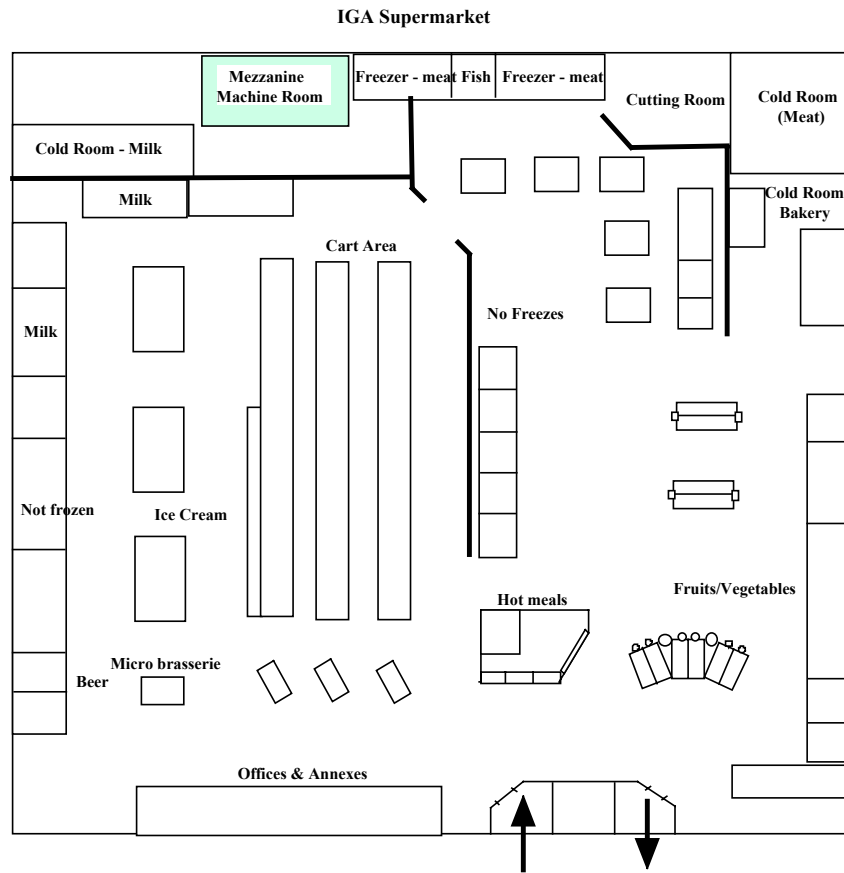 IGA Supermarket
Mezzanine
Machine Room
Freezer - meat
Fish
Freezer - meat
Cutting Room
Cold Room
(Meat)
Cold Room - Milk
Milk
Cold Room
Bakery
Cart Area
No Freezes
Milk
Not frozen
Ice Cream
Fruits/Vegetables
Hot meals
Micro brasserie
Beer
Offices & Annexes